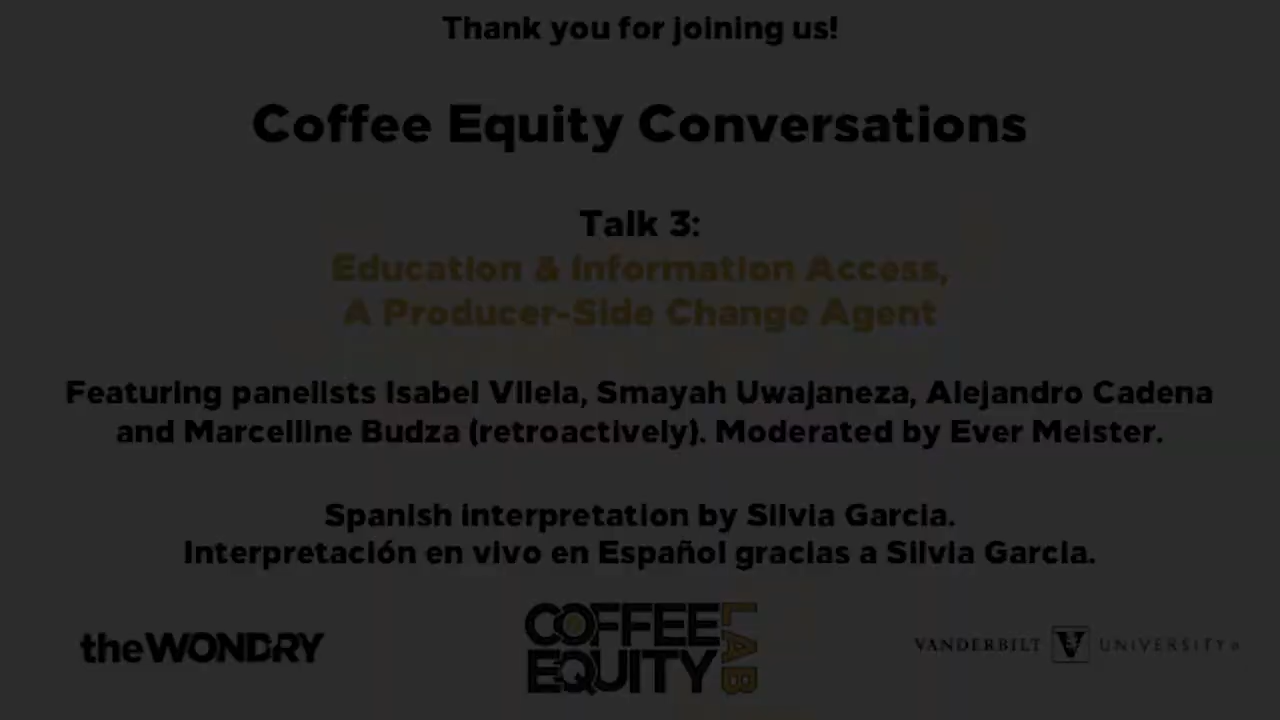 Thank you for joining us!
Coffee Equity Conversations
Talk 3:
Education & Information Access,
A Producer-Side Change Agent
Featuring panelists Isabel Vilela, Smayah Uwajaneza, Alejandro Cadena
and Marcelline Budza (retroactively). Moderated by Ever Meister.
Spanish interpretation by Silvia Garcia.
Interpretación en vivo en Español gracias a Silvia Garcia.
theWONDRY
COFFEE EQUITY LAB
VANDERBILT V UNIVERSITY®